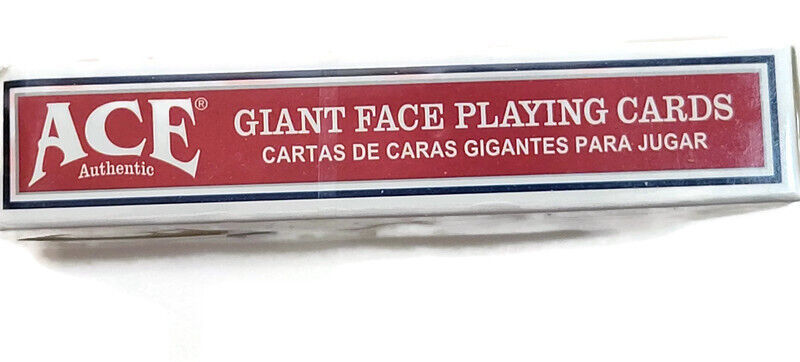 ACE®
Authentic
GIANT FACE PLAYING CARDS
CARTAS DE CARAS GIGANTES PARA JUGAR